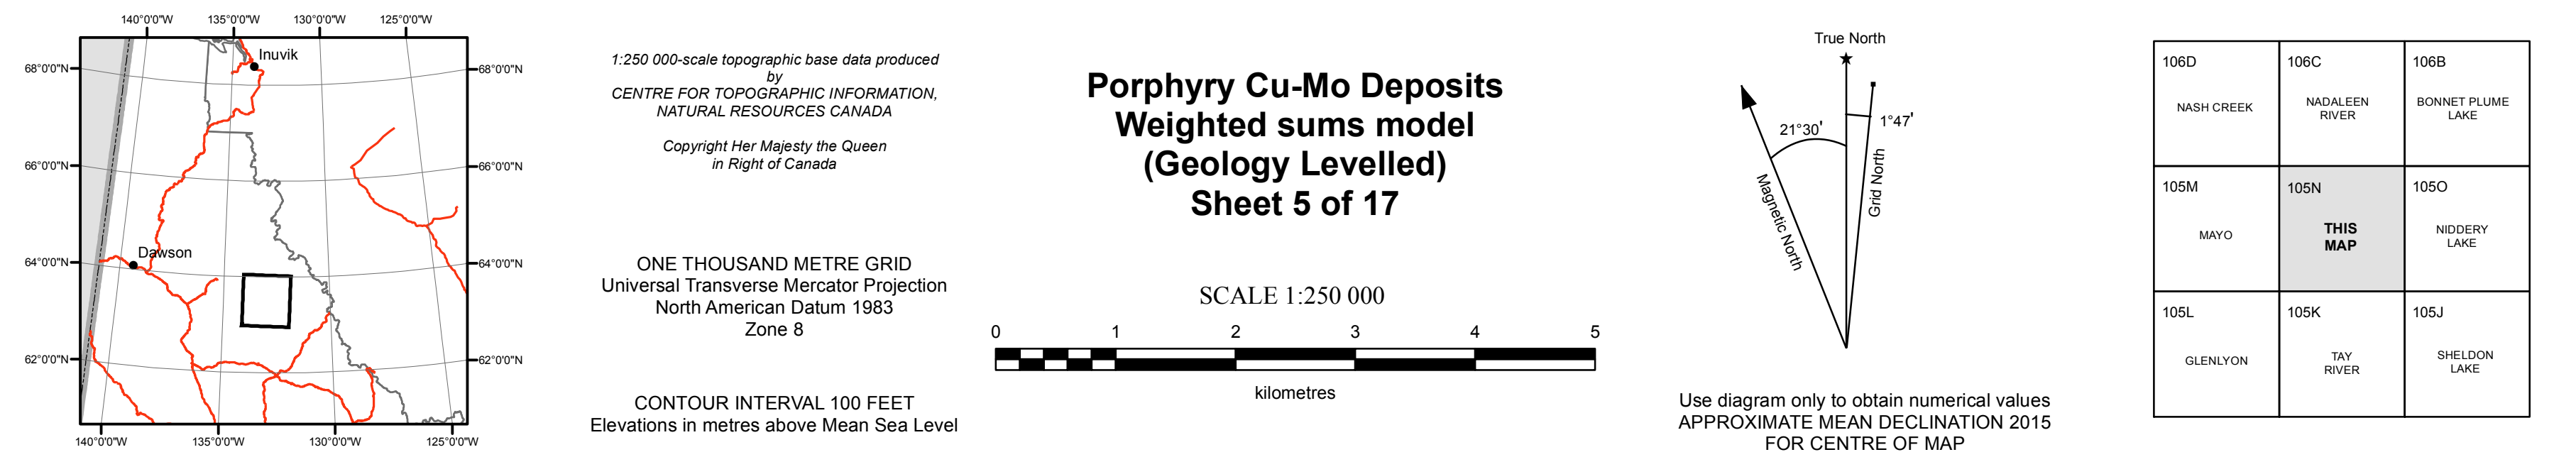 140°0'0"W 135°0'0"W 130°0'0"W 125°0'0"W
Inuvik
68°0'0"N 68°0'0"N
66°0'0"N 66°0'0"N
Dawson
64°0'0"N 64°0'0"N
62°0'0"N 62°0'0"N
140°0'0"W 135°0'0"W 130°0'0"W 125°0'0"W
1:250 000-scale topographic base data produced
by
CENTRE FOR TOPOGRAPHIC INFORMATION,
NATURAL RESOURCES CANADA
Copyright Her Majesty the Queen
in Right of Canada
ONE THOUSAND METRE GRID
Universal Transverse Mercator Projection
North American Datum 1983
Zone 8
CONTOUR INTERVAL 100 FEET
Elevations in metres above Mean Sea Level
Porphyry Cu-Mo Deposits
Weighted sums model
(Geology Levelled)
Sheet 5 of 17
SCALE 1:250 000
0 1 2 3 4 5
kilometres
True North
21°30'
1°47'
Magnetic North
Grid North
Use diagram only to obtain numerical values
APPROXIMATE MEAN DECLINATION 2015
FOR CENTRE OF MAP
106D 106C 106B
NASH CREEK
NADALEEN
RIVER
BONNET PLUME
LAKE
105M 105N 105O
MAYO
THIS
MAP
NIDDERY
LAKE
105L 105K 105J
GLENLYON
TAY
RIVER
SHELDON
LAKE